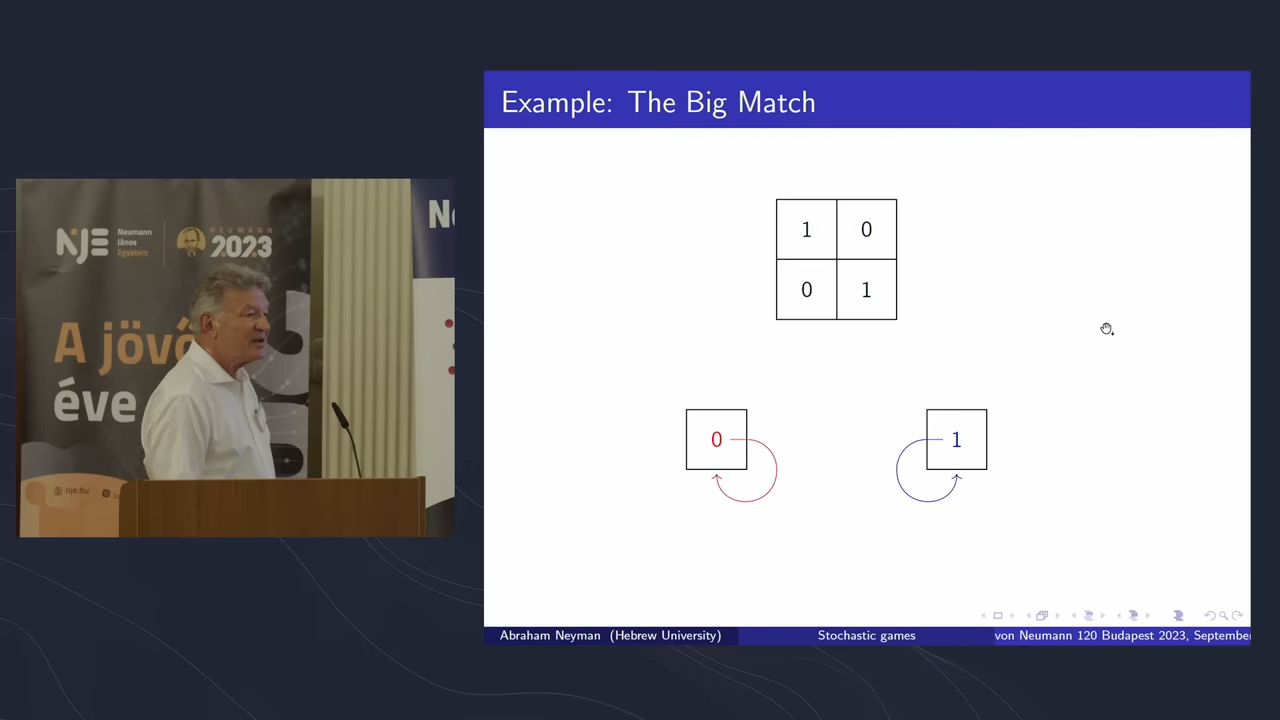 Example: The Big Match
1 0
0 1
0
1
Abraham Neyman (Hebrew University)
Stochastic games
von Neumann 120 Budapest 2023, September
NJE
Neumann
János
Egyetem
NEUMANN
2023
A jövő
éve
nje.hu